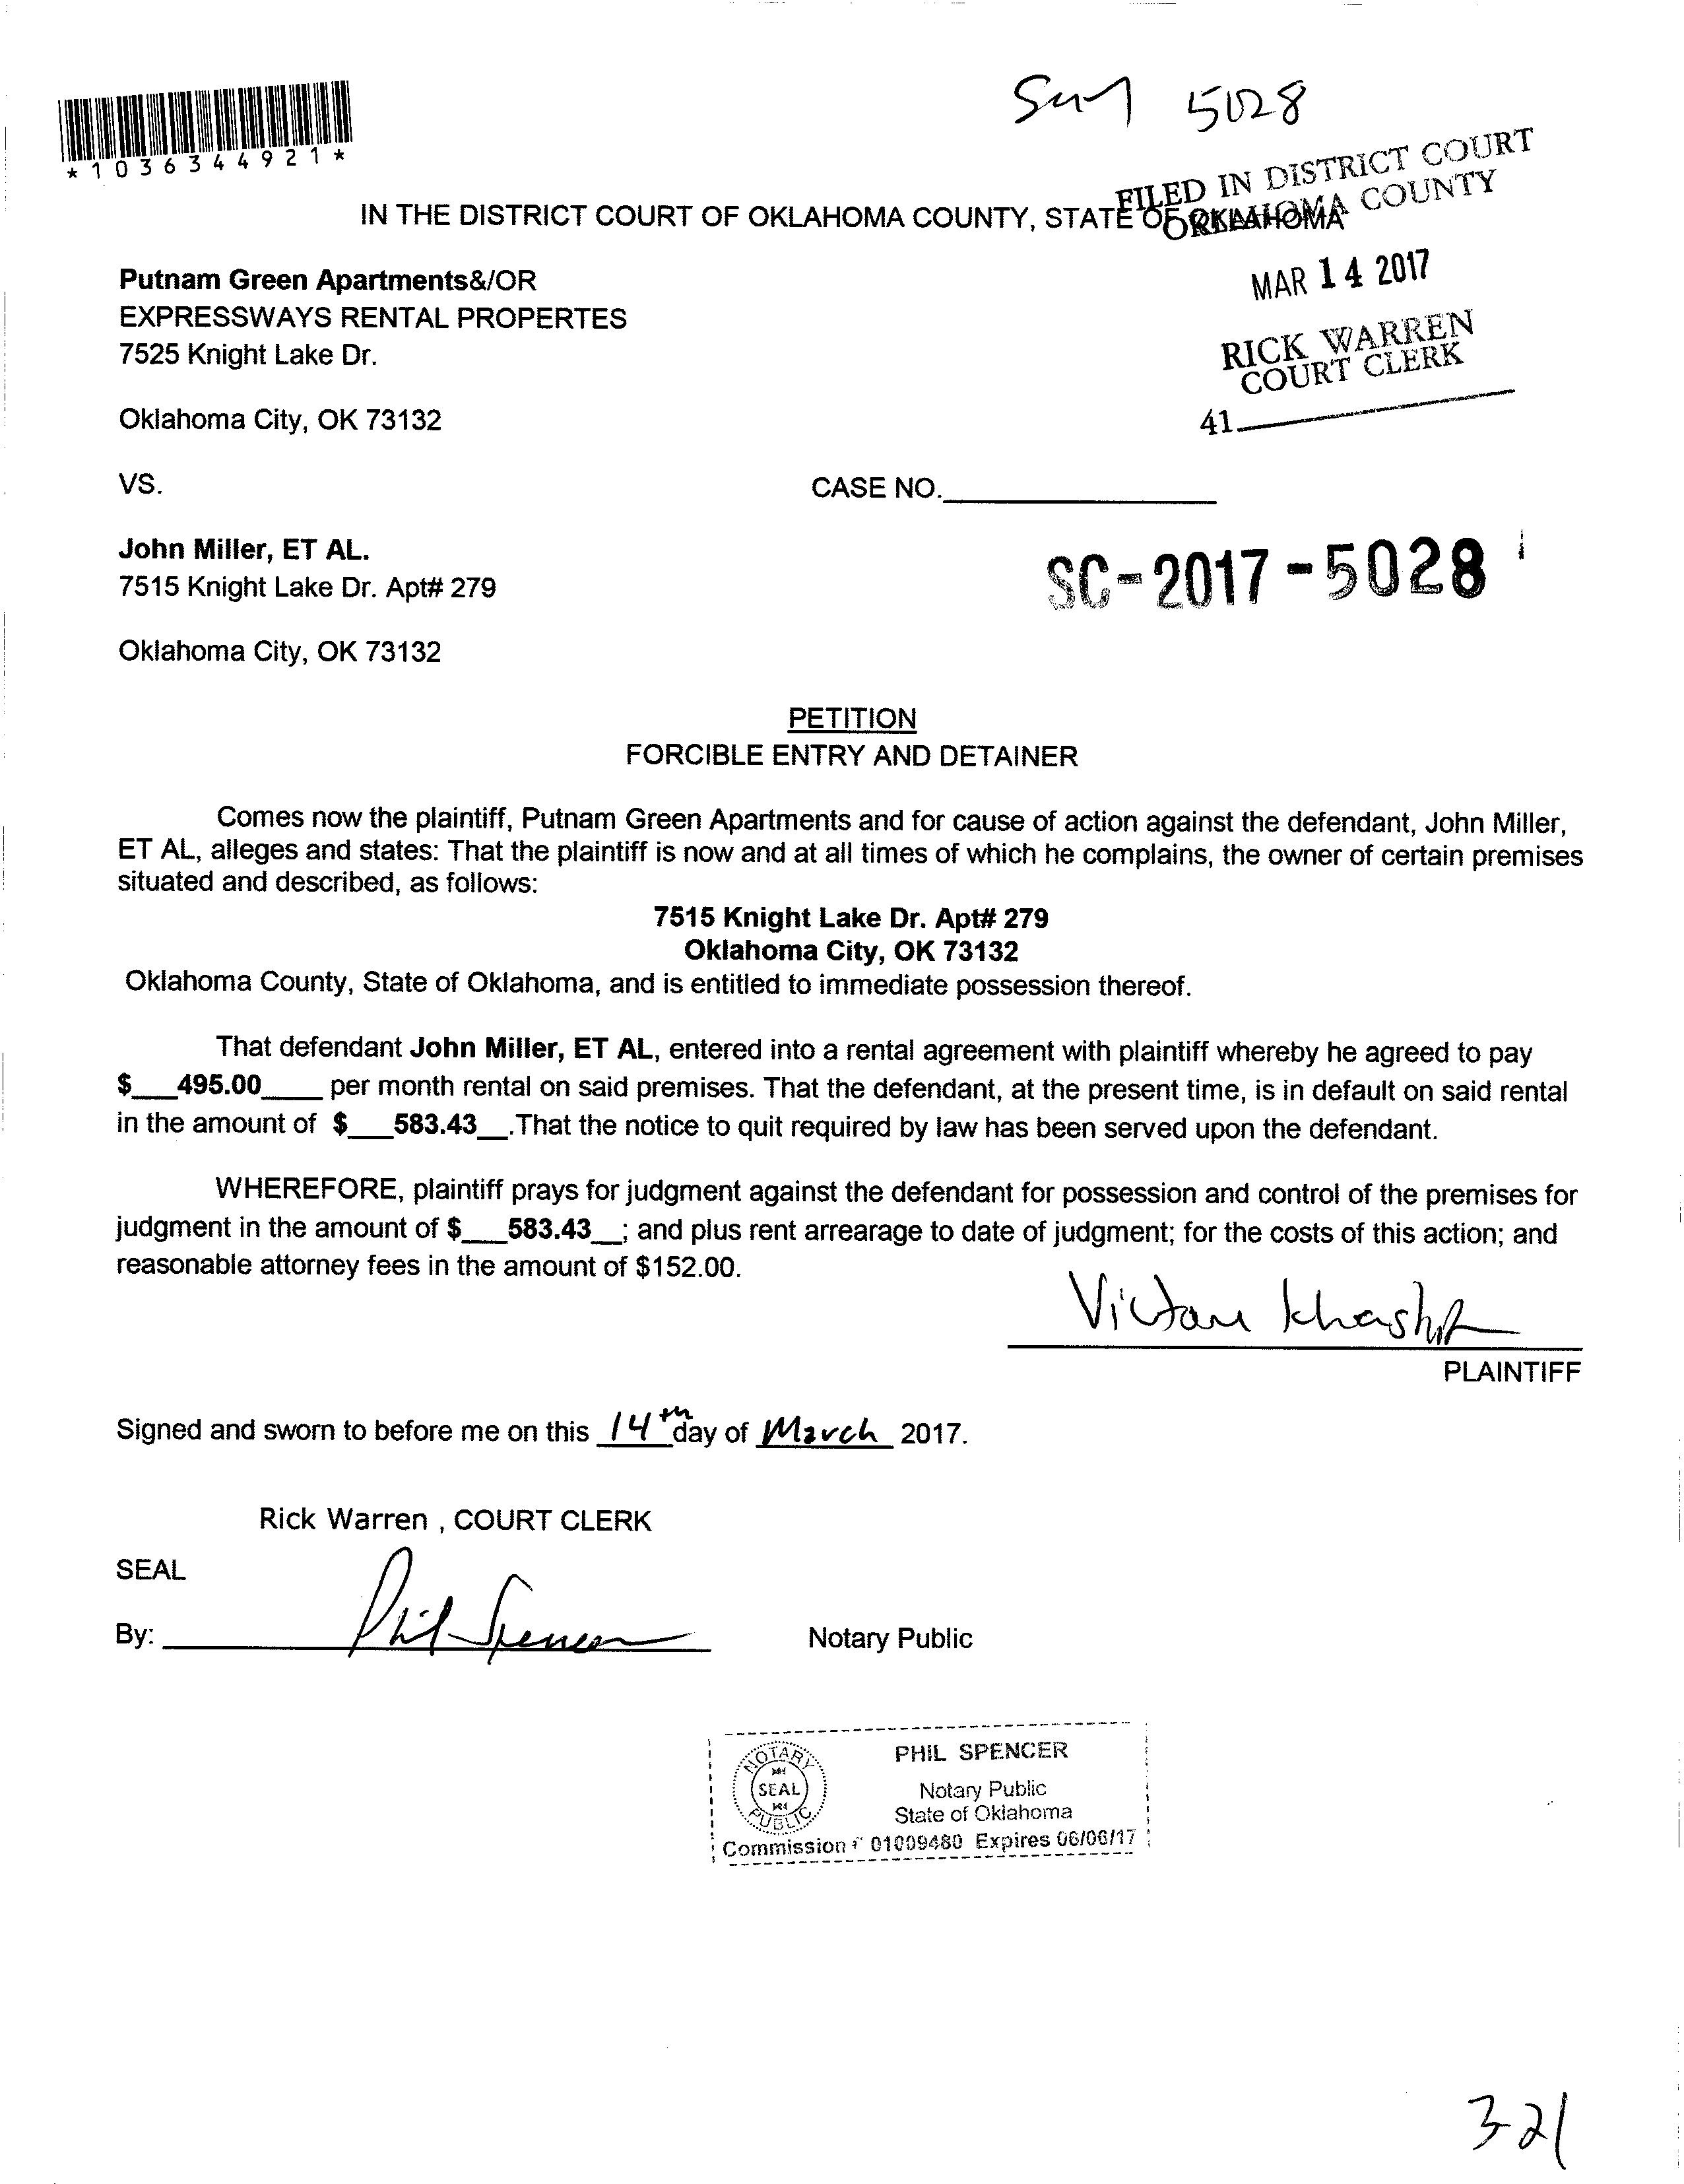 Sm 5028
*1036344921*
FILED IN DISTRICT COURT
OKLAHOMA COUNTY
IN THE DISTRICT COURT OF OKLAHOMA COUNTY, STATE OF OKLAHOMA
MAR 14 2017
RICK WARREN
COURT CLERK
41
Putnam Green Apartments&/OR
EXPRESSWAYS RENTAL PROPERTES
7525 Knight Lake Dr.
Oklahoma City, OK 73132
VS.
CASE NO.
John Miller, ET AL.
7515 Knight Lake Dr. Apt# 279
SC-2017-5028
Oklahoma City, OK 73132
PETITION
FORCIBLE ENTRY AND DETAINER
Comes now the plaintiff, Putnam Green Apartments and for cause of action against the defendant, John Miller,
ET AL, alleges and states: That the plaintiff is now and at all times of which he complains, the owner of certain premises
situated and described, as follows:
7515 Knight Lake Dr. Apt# 279
Oklahoma City, OK 73132
Oklahoma County, State of Oklahoma, and is entitled to immediate possession thereof.
That defendant John Miller, ET AL, entered into a rental agreement with plaintiff whereby he agreed to pay
$___495.00____ per month rental on said premises. That the defendant, at the present time, is in default on said rental
in the amount of $___583.43__.That the notice to quit required by law has been served upon the defendant.
WHEREFORE, plaintiff prays for judgment against the defendant for possession and control of the premises for
judgment in the amount of $___583.43__; and plus rent arrearage to date of judgment; for the costs of this action; and
reasonable attorney fees in the amount of $152.00.
PLAINTIFF
Signed and sworn to before me on this 14th day of March 2017.
Rick Warren , COURT CLERK
SEAL
By: Phil Spencer Notary Public
NOTARY
SEAL
PUBLIC
PHIL SPENCER
Notary Public
State of Oklahoma
Commission # 01009480 Expires 06/06/17
3-21